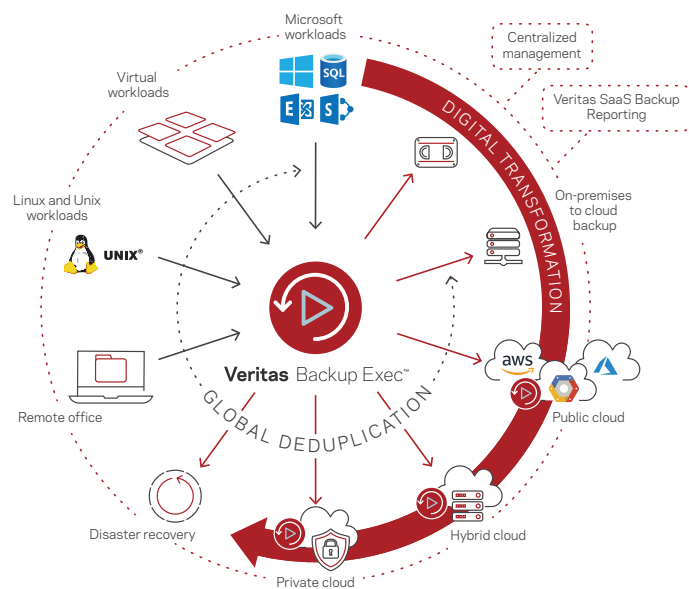 Microsoft
workloads
Centralized
management
SQL
E
S
Virtual
workloads
Veritas SaaS Backup
Reporting
DIGITAL TRANSFORMATION
Linux and Unix
workloads
On-premises
to cloud
backup
UNIX®
aws
Veritas Backup Exec™
GLOBAL DEDUPLICATION
Remote office
Public cloud
Disaster recovery
Hybrid cloud
Private cloud